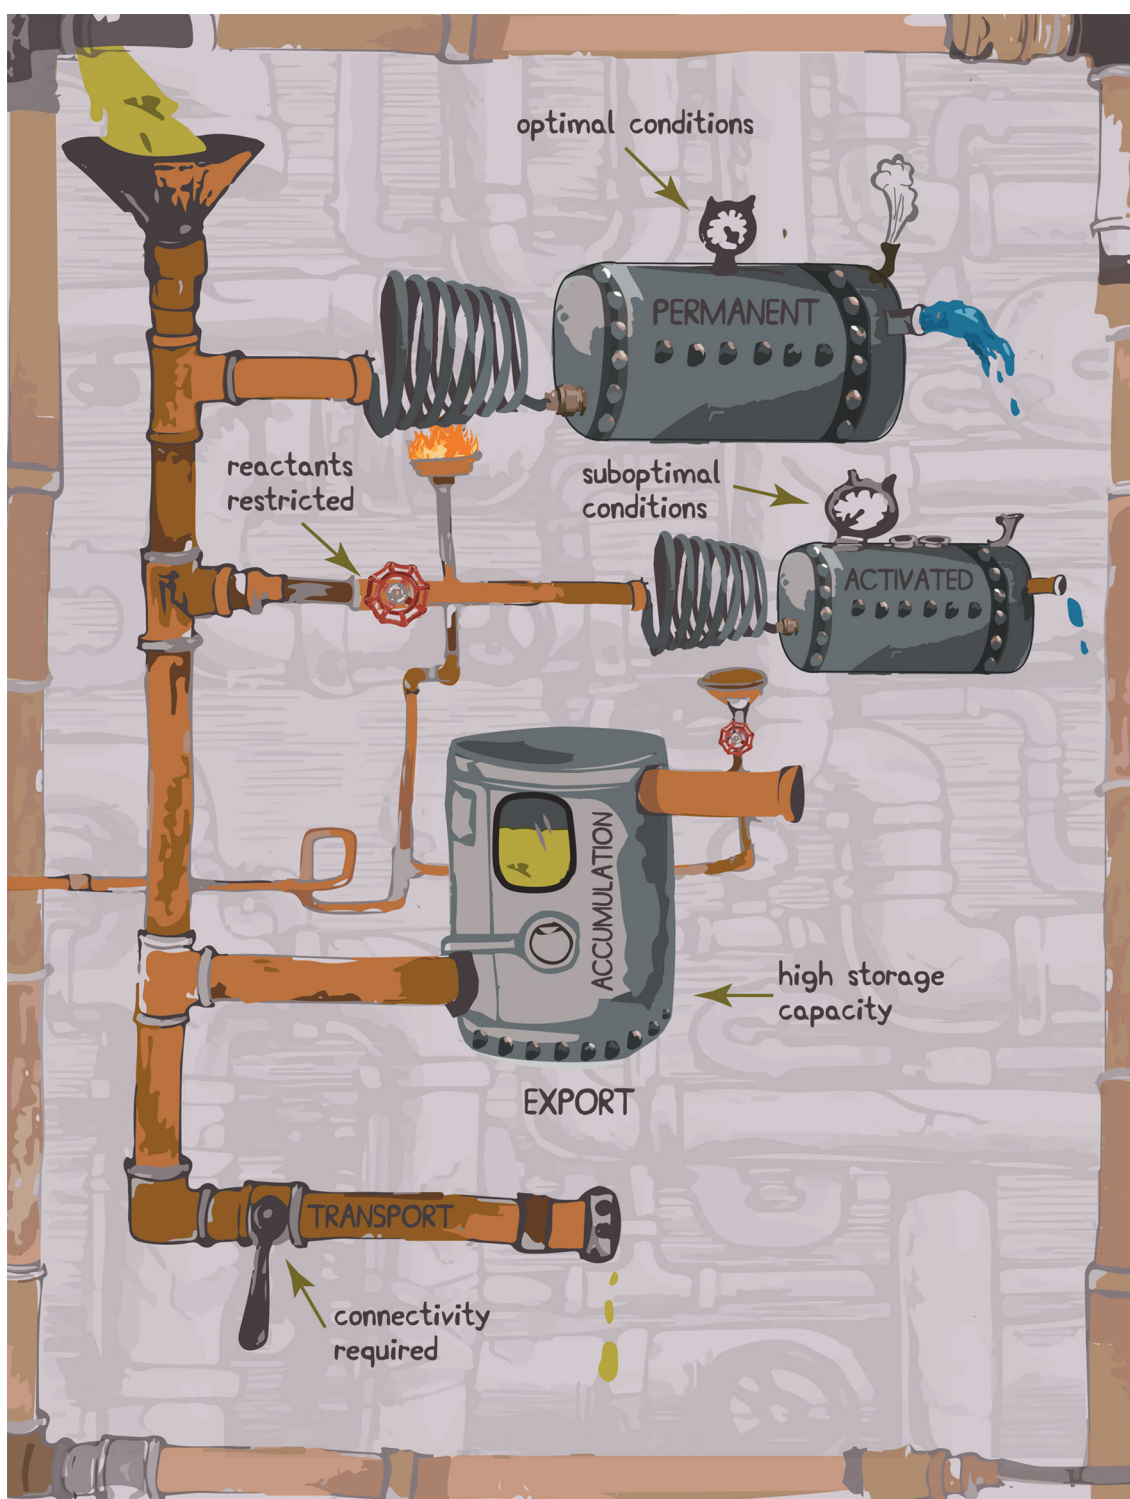 optimal conditions
PERMANENT
reactants
restricted
suboptimal
conditions
ACTIVATED
ACCUMULATION
high storage
capacity
EXPORT
TRANSPORT
connectivity
required